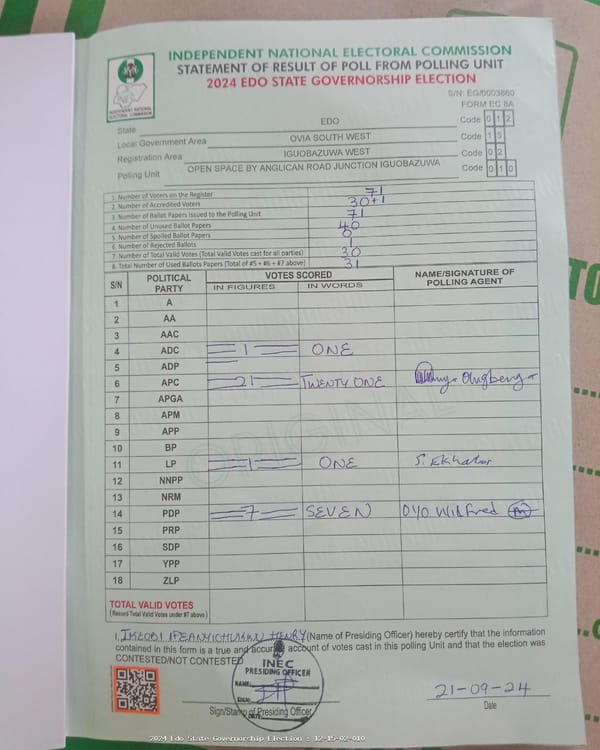 INDEPENDENT NATIONAL ELECTORAL COMMISSION
STATEMENT OF RESULT OF POLL FROM POLLING UNIT
2024 EDO STATE GOVERNORSHIP ELECTION
S/N: EG/0003860
FORM EC 8A
INDEPENDENT NATIONAL ELECTORAL COMMISSION
State EDO Code 0 1 2
Local Government Area OVIA SOUTH WEST Code 1 5
Registration Area IGUOBAZUWA WEST Code 0 2
Polling Unit OPEN SPACE BY ANGLICAN ROAD JUNCTION IGUOBAZUWA Code 0 1 0
1. Number of Voters on the Register 71
2. Number of Accredited Voters 30+1
3. Number of Ballot Papers Issued to the Polling Unit 71
4. Number of Unused Ballot Papers 40
5. Number of Spoiled Ballot Papers 0
6. Number of Rejected Ballots 1
7. Number of Total Valid Votes (Total Valid Votes cast for all parties) 30
8. Total Number of Used Ballots Papers (Total of #5 + #6 + #7 above) 31
S/N POLITICAL PARTY VOTES SCORED NAME/SIGNATURE OF POLLING AGENT
IN FIGURES IN WORDS
1 A
2 AA
3 AAC
4 ADC 1 ONE
5 ADP
6 APC 21 TWENTY ONE
7 APGA
8 APM
9 APP
10 BP
11 LP 1 ONE S. Ekhator
12 NNPP
13 NRM
14 PDP 7 SEVEN OYO Wilfred
15 PRP
16 SDP
17 YPP
18 ZLP
ORIGINAL
TOTAL VALID VOTES
(Record Total Valid Votes under #7 above)
I, IKEOBI IFEANYICHUKWU HENRY (Name of Presiding Officer) hereby certify that the information
contained in this form is a true and accurate account of votes cast in this polling Unit and that the election was
CONTESTED/NOT CONTESTED
INEC
PRESIDING OFFICER
NAME:
SIGN:
DATE:
Sign/Stamp of Presiding Officer
21-09-24
Date
2024 Edo State Governorship Election : 12-15-02-010